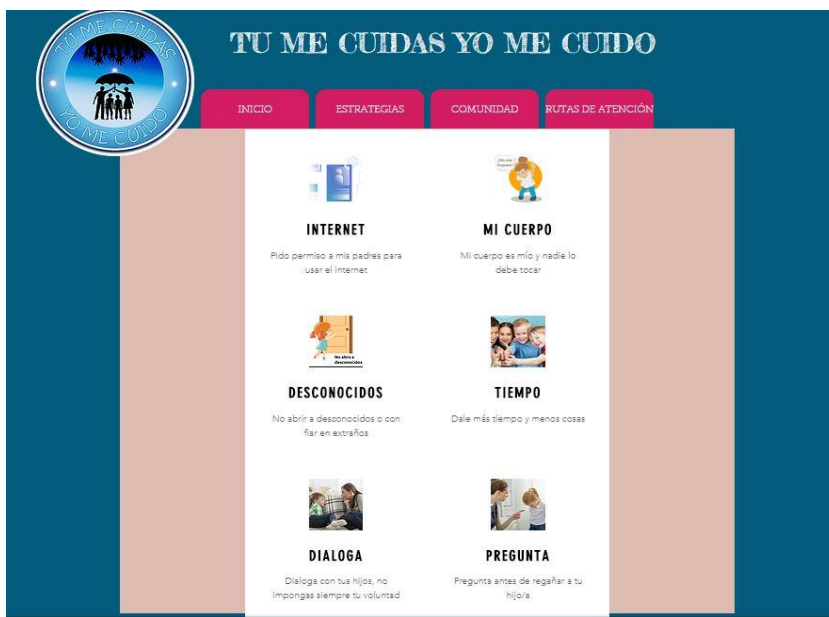 TU ME CUIDAS
YO ME CUIDO
TU ME CUIDAS YO ME CUIDO
INICIO
ESTRATEGIAS
COMUNIDAD
RUTAS DE ATENCIÓN
INTERNET
Pido permiso a mis padres para
usar el internet
MI CUERPO
Mi cuerpo es mío y nadie lo
debe tocar
No abra a
desconocidos
DESCONOCIDOS
No abrir a desconocidos o con
fiar en extraños
TIEMPO
Dale más tiempo y menos cosas
DIALOGA
Dialoga con tus hijos, no
impongas siempre tu voluntad
PREGUNTA
Pregunta antes de regañar a tu
hijo/a